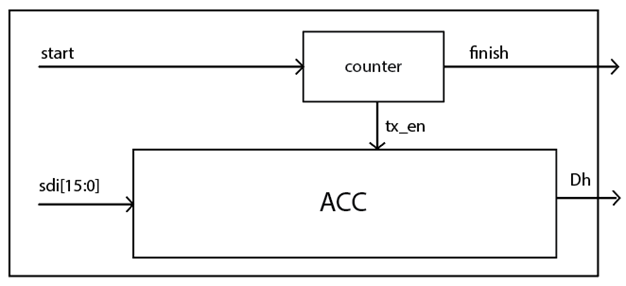 start
counter
finish
tx_en
sdi[15:0]
ACC
Dh